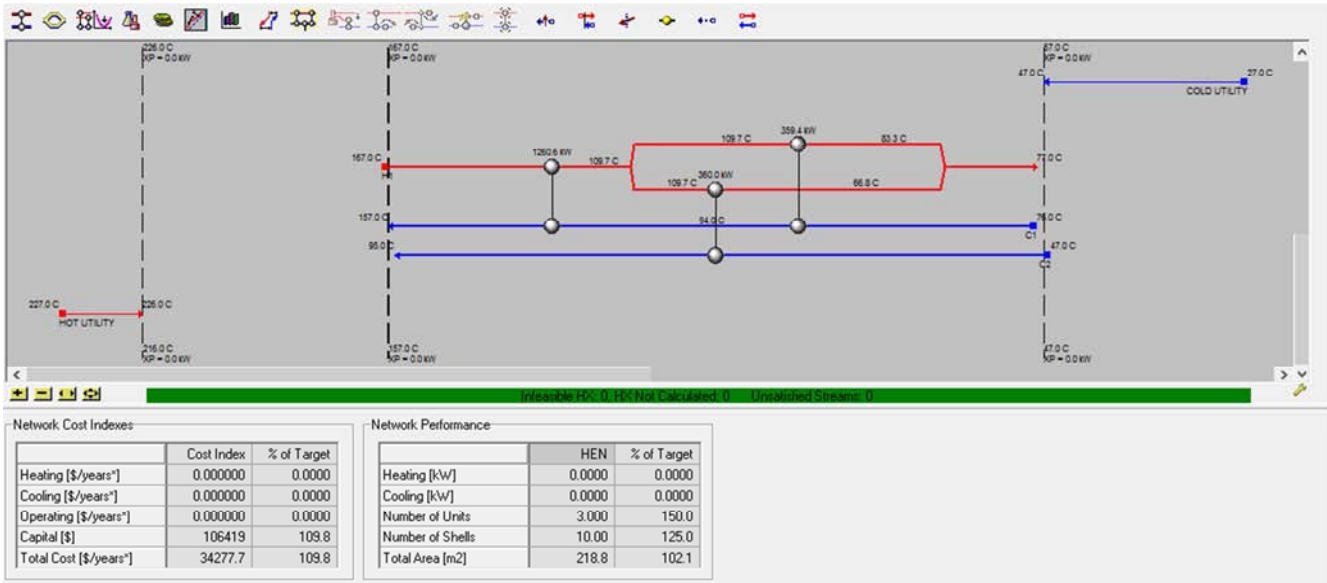 226.0 C 167.0 C 57.0 C
XP = 0.0 kW XP = 0.0 kW XP = 0.0 kW
47.0 C 27.0 C
COLD UTILITY
109.7 C 359.4 kW 83.3 C
167.0 C 1260.6 kW 109.7 C 77.0 C
H1
109.7 C 360.0 kW 66.8 C
157.0 C 94.0 C C
C1
95.0 C 47.0 C
C2
227.0 C 226.0 C
HOT UTILITY
216.0 C 157.0 C 47.0 C
XP = 0.0 kW XP = 0.0 kW XP = 0.0 kW
Infeasible HX: 0, HX Not Calculated: 0 Unsatisfied Streams: 0
Network Cost Indexes Network Performance
Cost Index % of Target HEN % of Target
Heating [$/years*] 0.000000 0.0000 Heating [kW] 0.0000 0.0000
Cooling [$/years*] 0.000000 0.0000 Cooling [kW] 0.0000 0.0000
Operating [$/years*] 0.000000 0.0000 Number of Units 3.000 150.0
Capital [$] 106419 109.8 Number of Shells 10.00 125.0
Total Cost [$/years*] 34277.7 109.8 Total Area [m2] 218.8 102.1